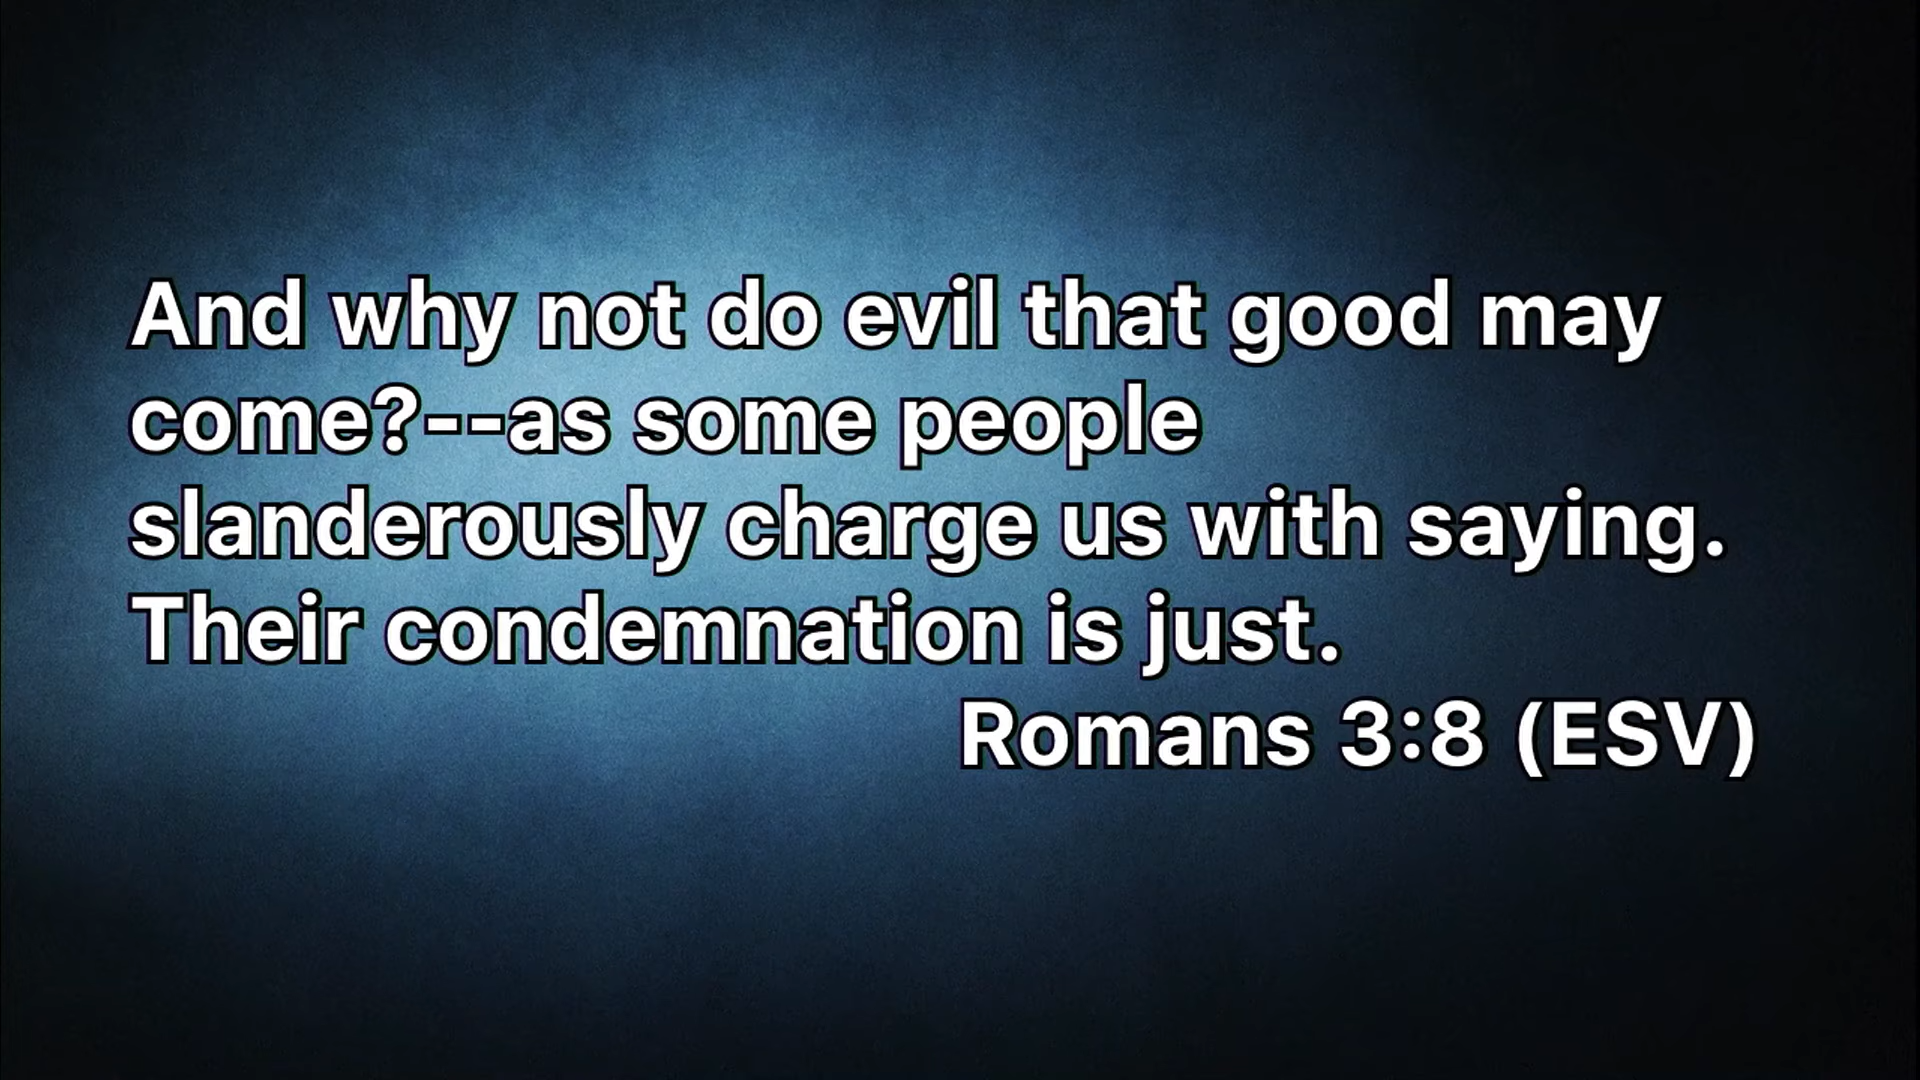 And why not do evil that good may
come?--as some people
slanderously charge us with saying.
Their condemnation is just.
Romans 3:8 (ESV)